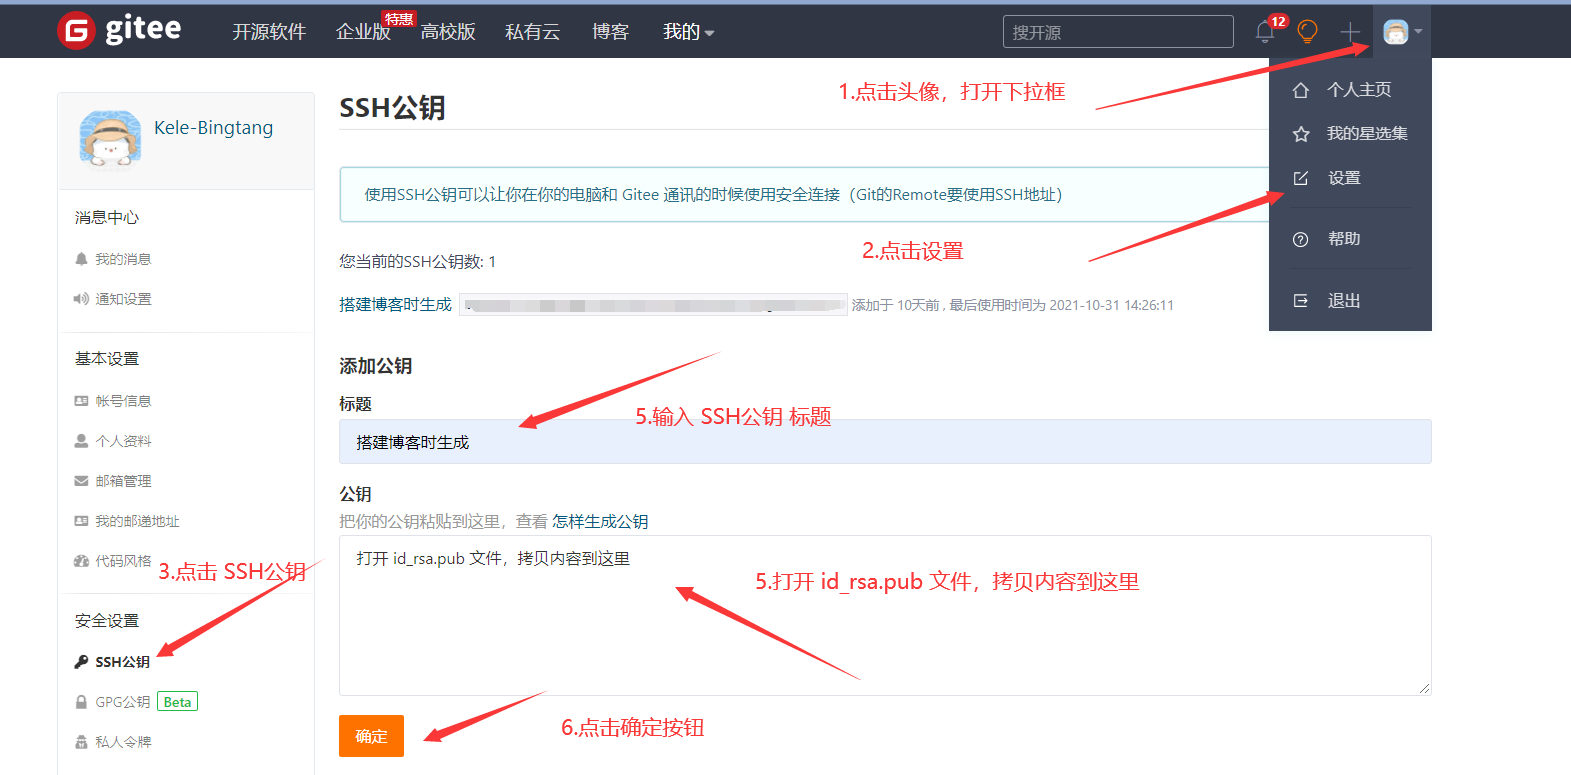 gitee
开源软件
企业版
特惠
高校版
私有云
博客
我的
搜开源
12
1.点击头像，打开下拉框
个人主页
我的星选集
设置
帮助
退出
2.点击设置
Kele-Bingtang
消息中心
我的消息
通知设置
基本设置
帐号信息
个人资料
邮箱管理
我的邮递地址
代码风格
3.点击 SSH公钥
安全设置
SSH公钥
GPG公钥 Beta
私人令牌
SSH公钥
使用SSH公钥可以让你在你的电脑和 Gitee 通讯的时候使用安全连接（Git的Remote要使用SSH地址）
您当前的SSH公钥数: 1
搭建博客时生成
添加于 10天前 , 最后使用时间为 2021-10-31 14:26:11
添加公钥
标题
5.输入 SSH公钥 标题
搭建博客时生成
公钥
把你的公钥粘贴到这里，查看 怎样生成公钥
打开 id_rsa.pub 文件，拷贝内容到这里
5.打开 id_rsa.pub 文件，拷贝内容到这里
确定
6.点击确定按钮